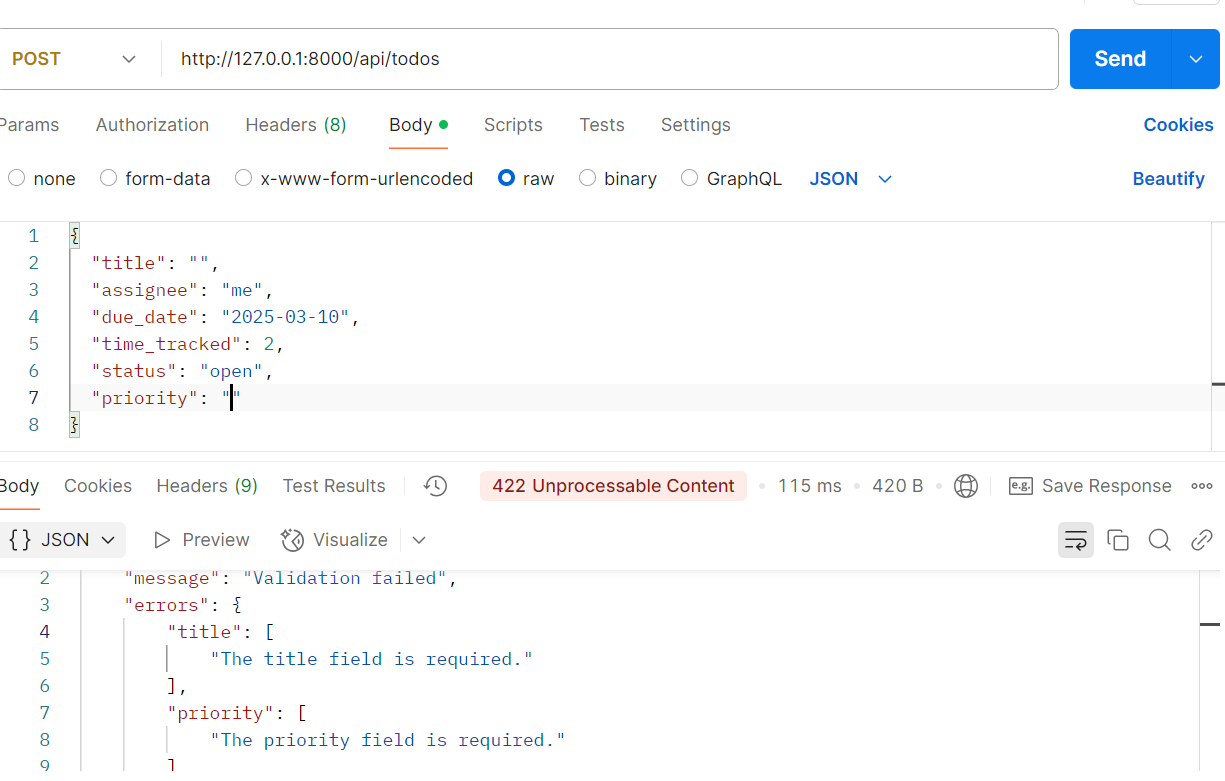 POST http://127.0.0.1:8000/api/todos Send
Params Authorization Headers (8) Body Scripts Tests Settings Cookies
none form-data x-www-form-urlencoded raw binary GraphQL JSON Beautify
1 {
2 "title": "",
3 "assignee": "me",
4 "due_date": "2025-03-10",
5 "time_tracked": 2,
6 "status": "open",
7 "priority": ""
8 }
Body Cookies Headers (9) Test Results 422 Unprocessable Content • 115 ms • 420 B • e.g. Save Response
{} JSON Preview Visualize
2 "message": "Validation failed",
3 "errors": {
4 "title": [
5 "The title field is required."
6 ],
7 "priority": [
8 "The priority field is required."
9 ]